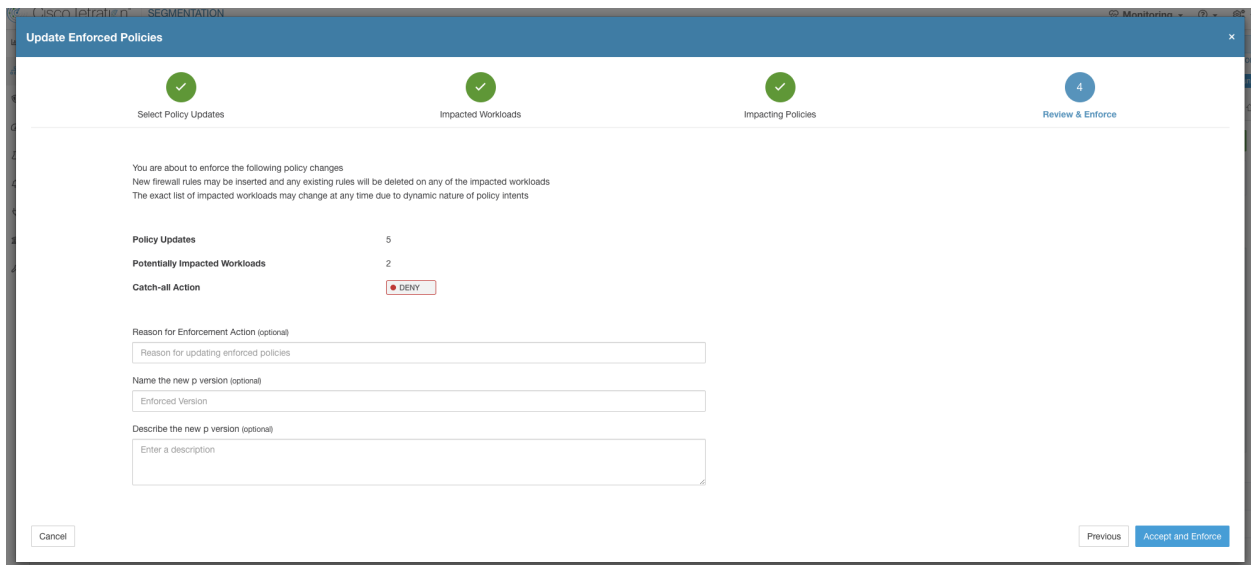 Cisco Tetration SEGMENTATION
Monitoring
Update Enforced Policies
×
4
Select Policy Updates
Impacted Workloads
Impacting Policies
Review & Enforce
You are about to enforce the following policy changes
New firewall rules may be inserted and any existing rules will be deleted on any of the impacted workloads
The exact list of impacted workloads may change at any time due to dynamic nature of policy intents
Policy Updates 5
Potentially Impacted Workloads 2
Catch-all Action DENY
Reason for Enforcement Action (optional)
Reason for updating enforced policies
Name the new p version (optional)
Enforced Version
Describe the new p version (optional)
Enter a description
Cancel Previous Accept and Enforce